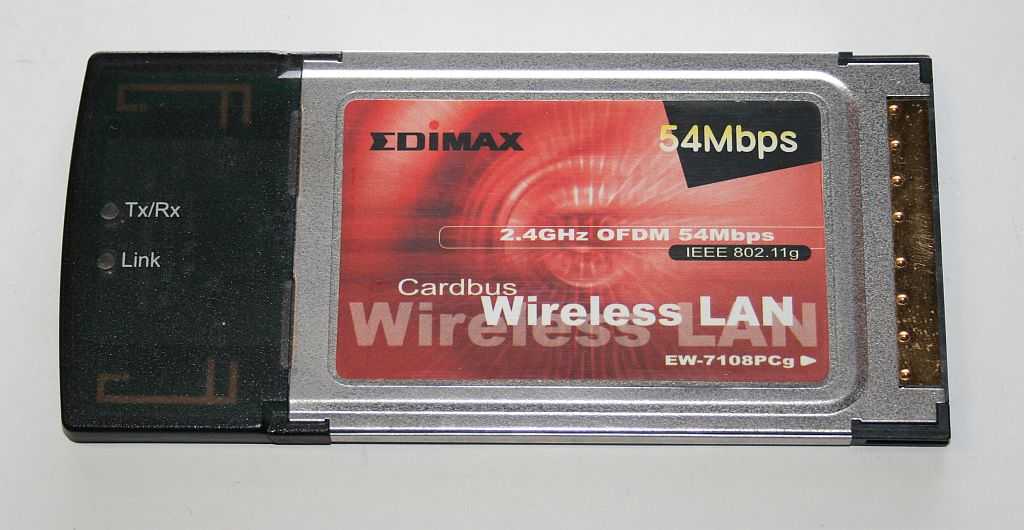 Tx/Rx
Link
EDiMAX
54Mbps
2.4GHz OFDM 54Mbps
IEEE 802.11g
Cardbus
Wireless LAN
Wireless LAN
EW-7108PCg